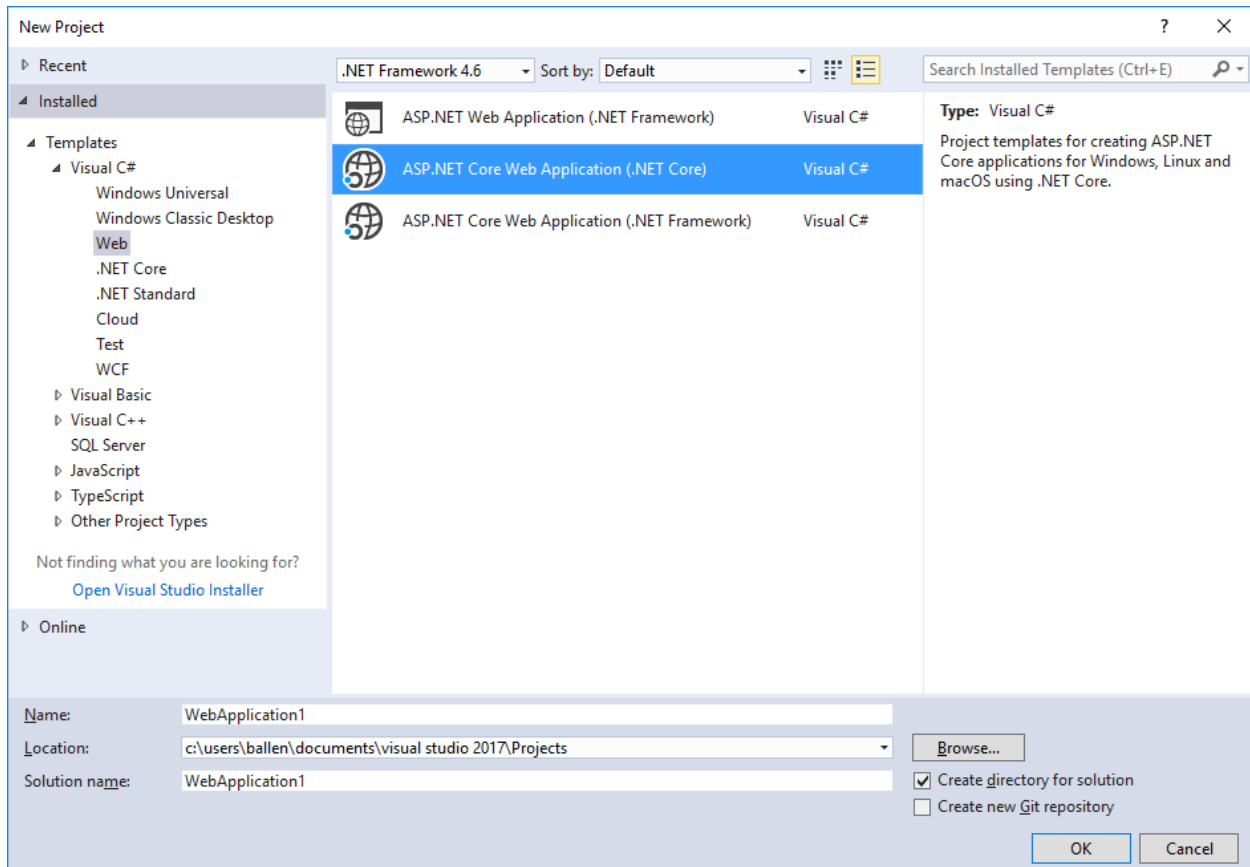 New Project
?
Recent
Installed
Templates
Visual C#
Windows Universal
Windows Classic Desktop
Web
.NET Core
.NET Standard
Cloud
Test
WCF
Visual Basic
Visual C++
SQL Server
JavaScript
TypeScript
Other Project Types
Not finding what you are looking for?
Open Visual Studio Installer
Online
.NET Framework 4.6 Sort by: Default
ASP.NET Web Application (.NET Framework) Visual C#
ASP.NET Core Web Application (.NET Core) Visual C#
ASP.NET Core Web Application (.NET Framework) Visual C#
Search Installed Templates (Ctrl+E)
Type: Visual C#
Project templates for creating ASP.NET
Core applications for Windows, Linux and
macOS using .NET Core.
Name: WebApplication1
Location: c:\users\ballen\documents\visual studio 2017\Projects
Solution name: WebApplication1
Browse...
Create directory for solution
Create new Git repository
OK Cancel